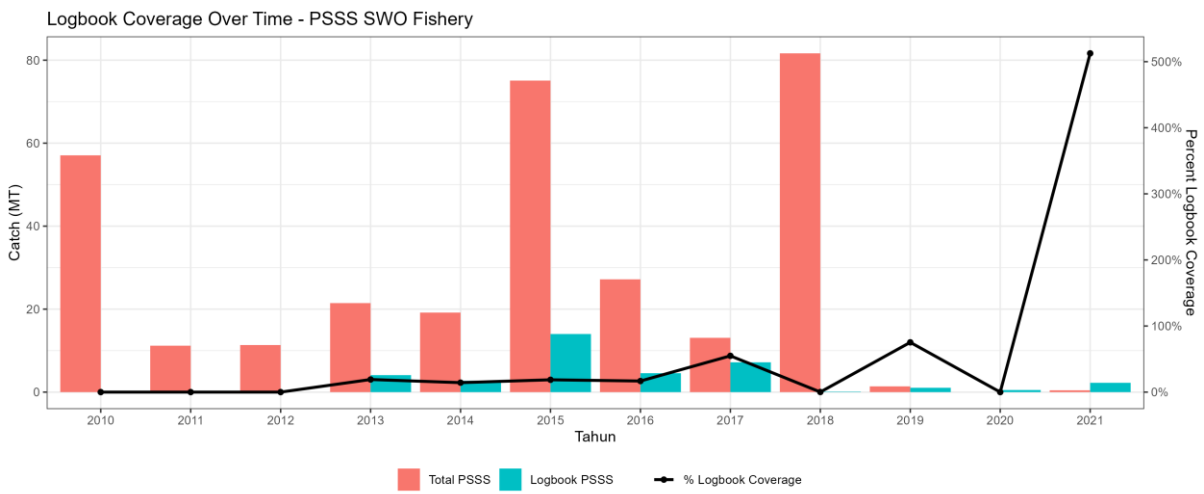 Logbook Coverage Over Time - PSSS SWO Fishery
Catch (MT)
80
60
40
20
0
500%
400%
300%
200%
100%
0%
Percent Logbook Coverage
2010 2011 2012 2013 2014 2015 2016 2017 2018 2019 2020 2021
Tahun
Total PSSS Logbook PSSS % Logbook Coverage